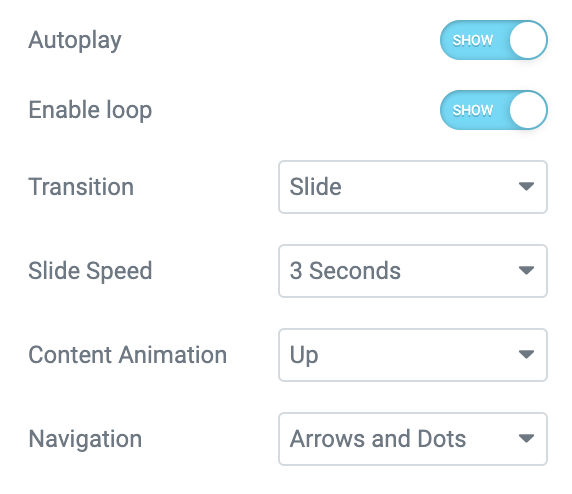 Autoplay SHOW
Enable loop SHOW
Transition Slide
Slide Speed 3 Seconds
Content Animation Up
Navigation Arrows and Dots